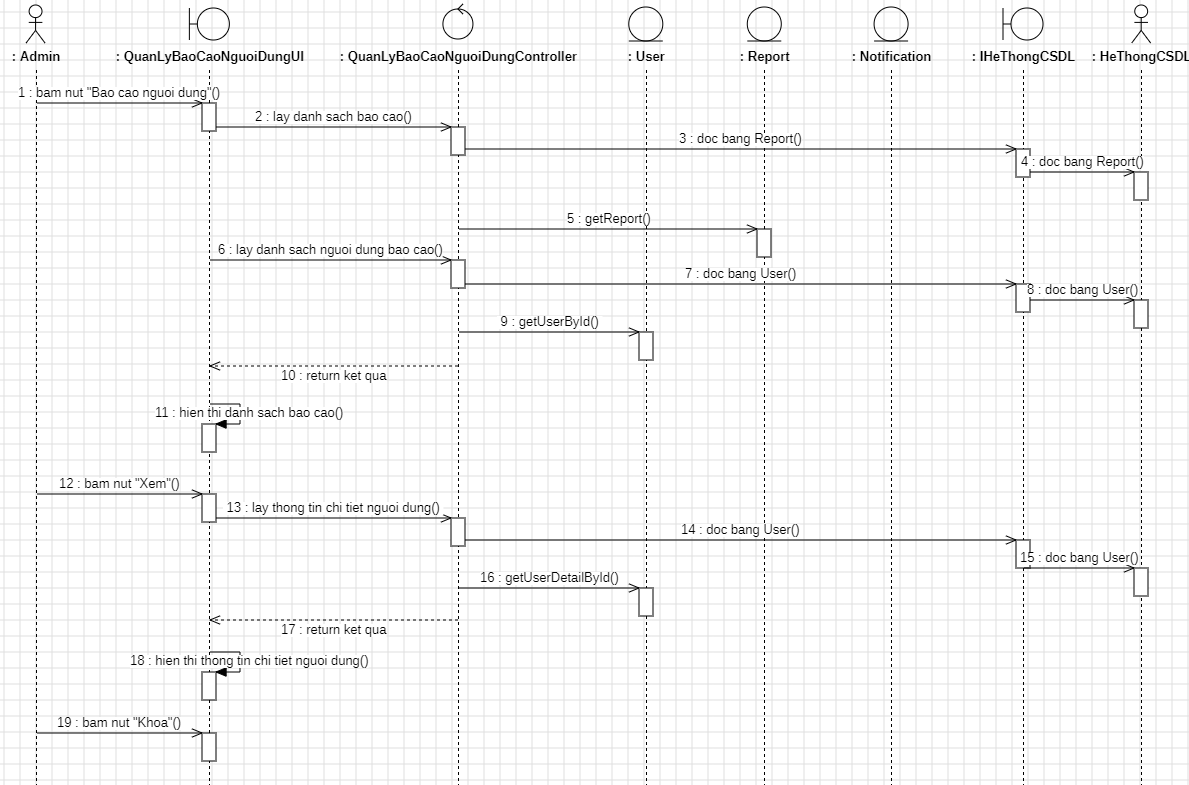 : Admin
: QuanLyBaoCaoNguoiDungUI
: QuanLyBaoCaoNguoiDungController
: User
: Report
: Notification
: IHeThongCSDL
: HeThongCSDL
1 : bam nut "Bao cao nguoi dung"()
2 : lay danh sach bao cao()
3 : doc bang Report()
4 : doc bang Report()
5 : getReport()
6 : lay danh sach nguoi dung bao cao()
7 : doc bang User()
8 : doc bang User()
9 : getUserById()
10 : return ket qua
11 : hien thi danh sach bao cao()
12 : bam nut "Xem"()
13 : lay thong tin chi tiet nguoi dung()
14 : doc bang User()
15 : doc bang User()
16 : getUserDetailById()
17 : return ket qua
18 : hien thi thong tin chi tiet nguoi dung()
19 : bam nut "Khoa"()